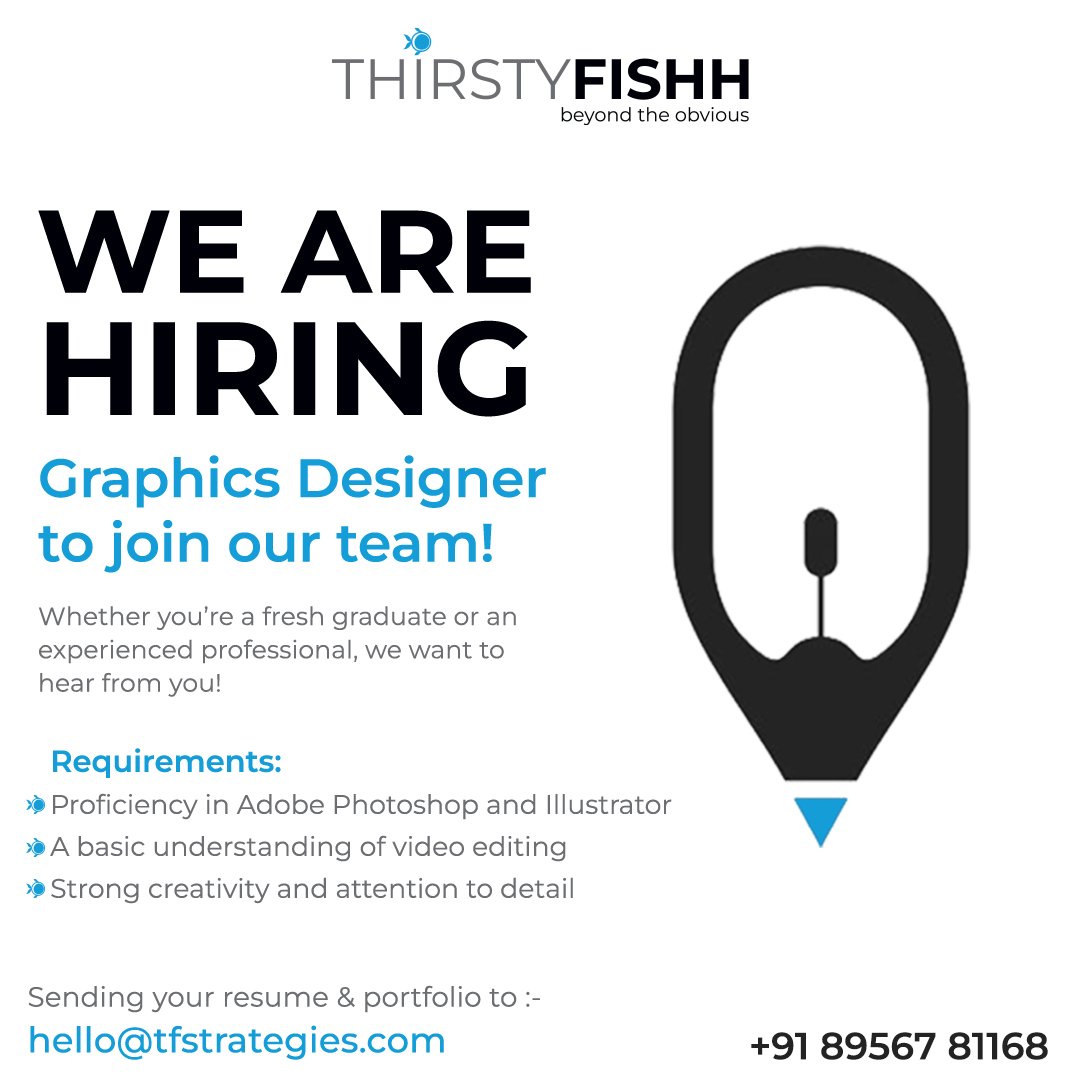 THIRSTYFISHH
beyond the obvious
WE ARE
HIRING
Graphics Designer
to join our team!
Whether you’re a fresh graduate or an
experienced professional, we want to
hear from you!
Requirements:
Proficiency in Adobe Photoshop and Illustrator
A basic understanding of video editing
Strong creativity and attention to detail
Sending your resume & portfolio to :-
hello@tfstrategies.com
+91 89567 81168